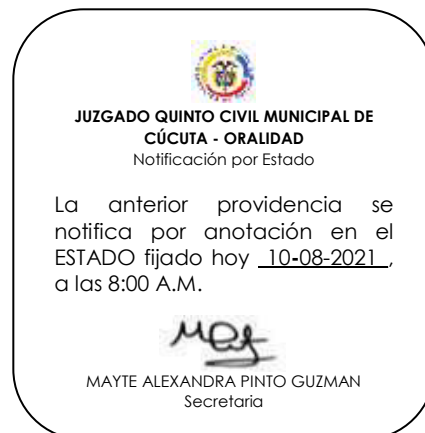 JUZGADO QUINTO CIVIL MUNICIPAL DE
CÚCUTA - ORALIDAD
Notificación por Estado
La anterior providencia se
notifica por anotación en el
ESTADO fijado hoy 10-08-2021 ,
a las 8:00 A.M.
MAYTE ALEXANDRA PINTO GUZMAN
Secretaria